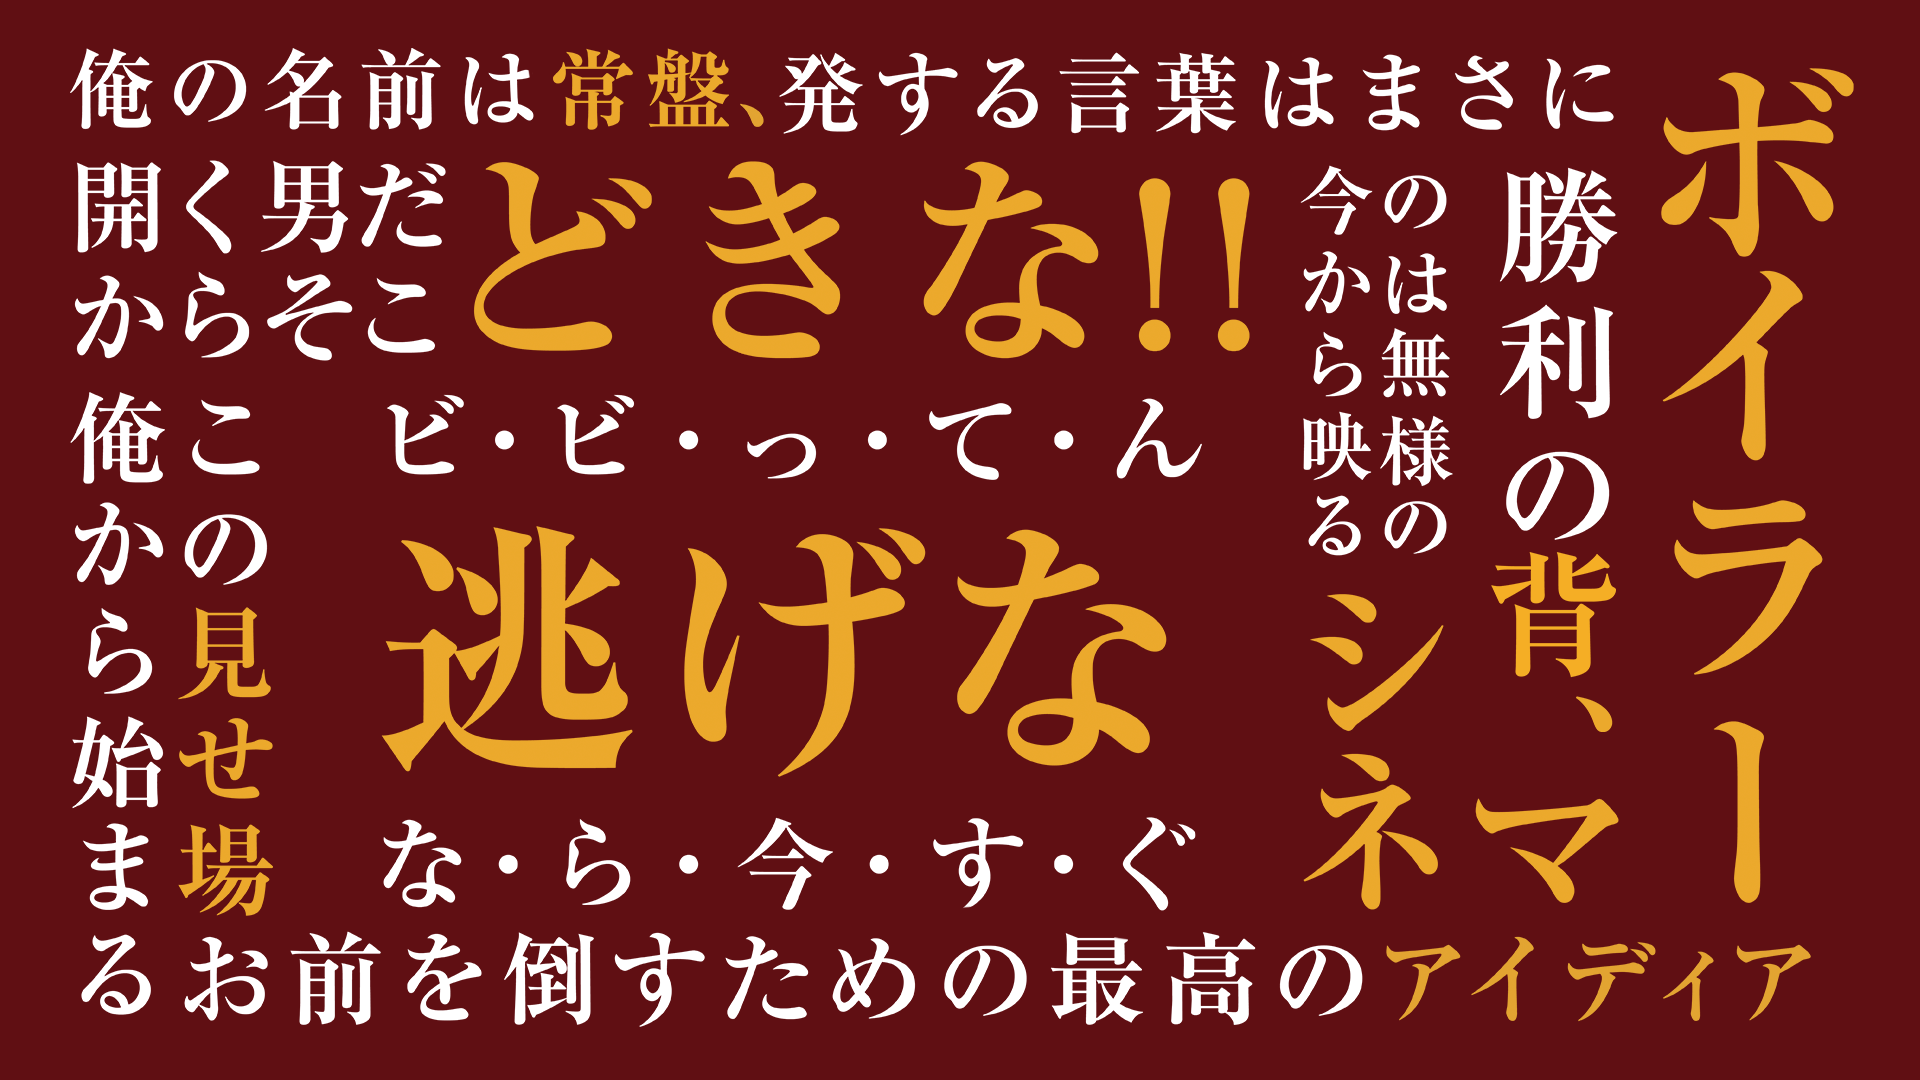 俺の名前は常盤、発する言葉はまさに
ボイラー
勝利の背、
開く男だ
からそこ
どきな!!
ビ・ビ・っ・て・ん
逃げな
な・ら・今・す・ぐ
今から映る
のは無様の
シネマ
俺から始まる
この見せ場
お前を倒すための最高のアイディア